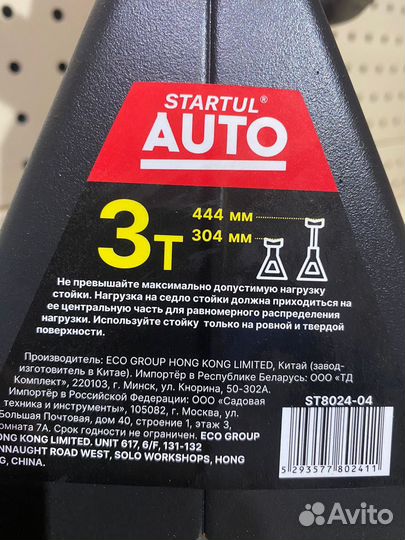 STARTUL®
AUTO
3т
444 мм
304 мм
Не превышайте максимально допустимую нагрузку
стойки. Нагрузка на седло стойки должна приходиться на
ее центральную часть для равномерного распределения
нагрузки. Используйте стойку только на ровной и твердой
поверхности.
Производитель: ECO GROUP HONG KONG LIMITED, Китай (завод-
изготовитель в Китае). Импортёр в Республике Беларусь: ООО «ТД
Комплект», 220103, г. Минск, ул. Кнорина, 50-302А.
Импортёр в Российской Федерации: ООО «Садовая
техника и инструменты», 105082, г. Москва, ул.
Большая Почтовая, дом 40, строение 1, этаж 3,
комната 7А. Срок годности не ограничен. ECO GROUP
NG KONG LIMITED. UNIT 617, 6/F, 131-132
NNAUGHT ROAD WEST, SOLO WORKSHOPS, HONG
G, CHINA.
ST8024-04
5 293577 802411
Avito